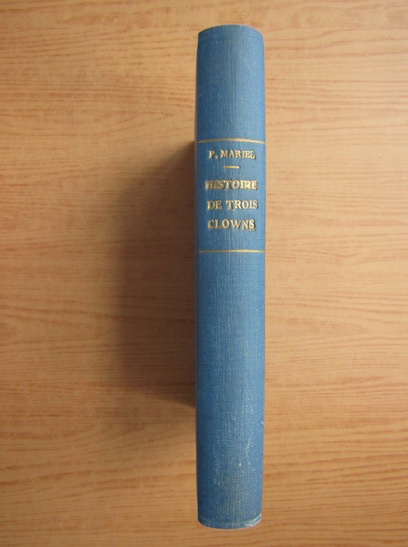 P. MARIEL
HISTOIRE
DE TROIS
CLOWNS